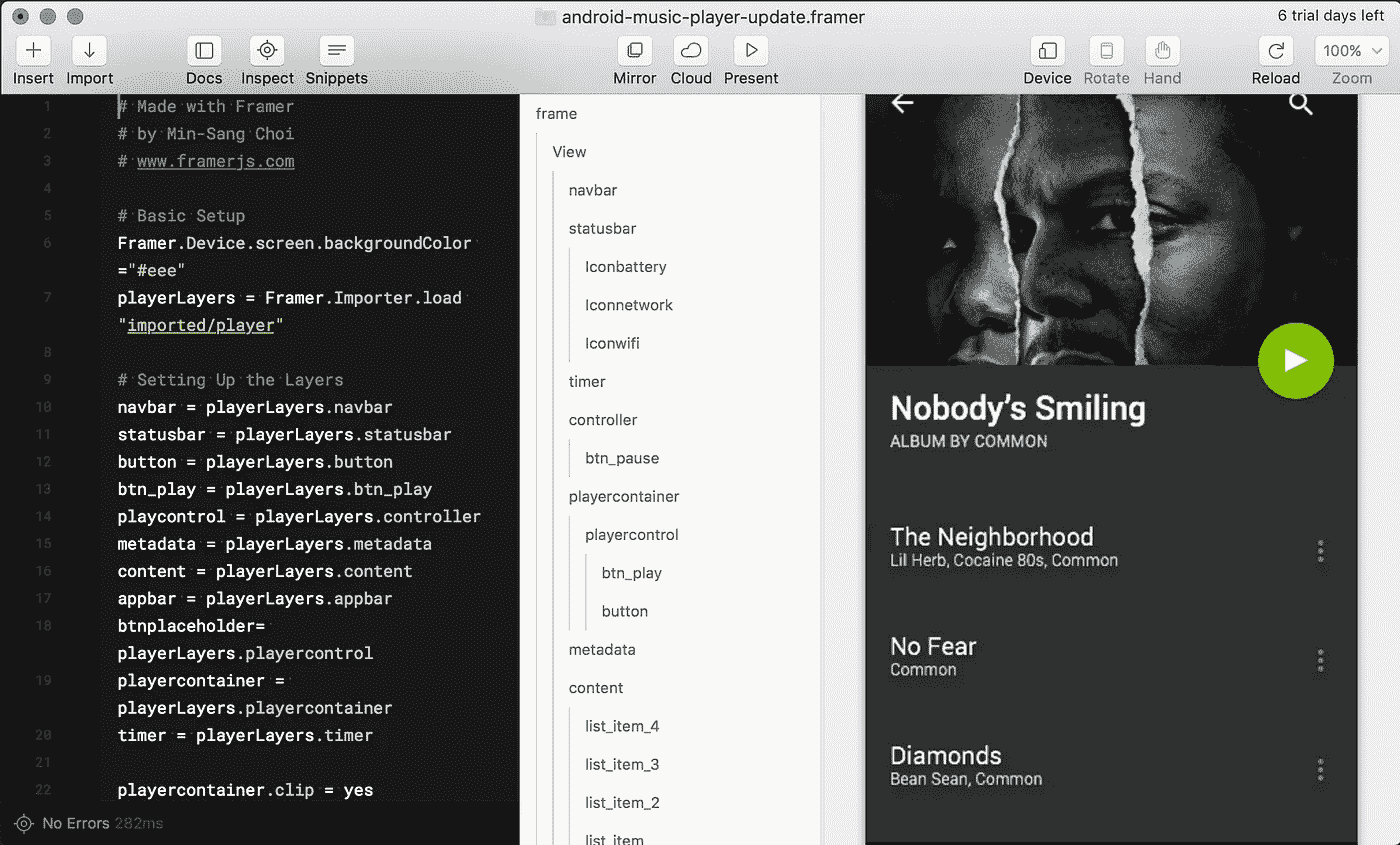 android-music-player-update.framer
6 trial days left
Insert Import Docs Inspect Snippets Mirror Cloud Present Device Rotate Hand Reload 100% Zoom
1 # Made with Framer
2 # by Min-Sang Choi
3 # www.framerjs.com
4
5 # Basic Setup
6 Framer.Device.screen.backgroundColor
="#eee"
7 playerLayers = Framer.Importer.load
"imported/player"
8
9 # Setting Up the Layers
10 navbar = playerLayers.navbar
11 statusbar = playerLayers.statusbar
12 button = playerLayers.button
13 btn_play = playerLayers.btn_play
14 playcontrol = playerLayers.controller
15 metadata = playerLayers.metadata
16 content = playerLayers.content
17 appbar = playerLayers.appbar
18 btnplaceholder=
playerLayers.playercontrol
19 playercontainer =
playerLayers.playercontainer
20 timer = playerLayers.timer
21
22 playercontainer.clip = yes
No Errors 282ms
frame
View
navbar
statusbar
Iconbattery
Iconnetwork
Iconwifi
timer
controller
btn_pause
playercontainer
playercontrol
btn_play
button
metadata
content
list_item_4
list_item_3
list_item_2
list_item
Nobody’s Smiling
ALBUM BY COMMON
The Neighborhood
Lil Herb, Cocaine 80s, Common
No Fear
Common
Diamonds
Bean Sean, Common